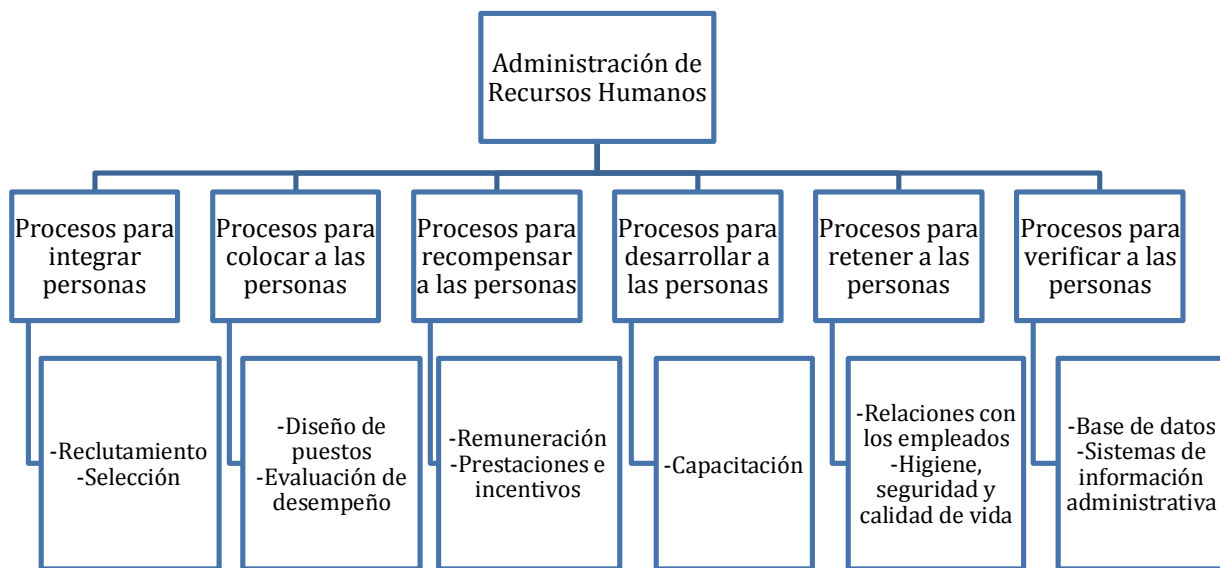 Administración de
Recursos Humanos
Procesos para
integrar
personas
Procesos para
colocar a las
personas
Procesos para
recompensar
a las personas
Procesos para
desarrollar a
las personas
Procesos para
retener a las
personas
Procesos para
verificar a las
personas
-Reclutamiento
-Selección
-Diseño de
puestos
-Evaluación de
desempeño
-Remuneración
-Prestaciones e
incentivos
-Capacitación
-Relaciones con
los empleados
-Higiene,
seguridad y
calidad de vida
-Base de datos
-Sistemas de
información
administrativa